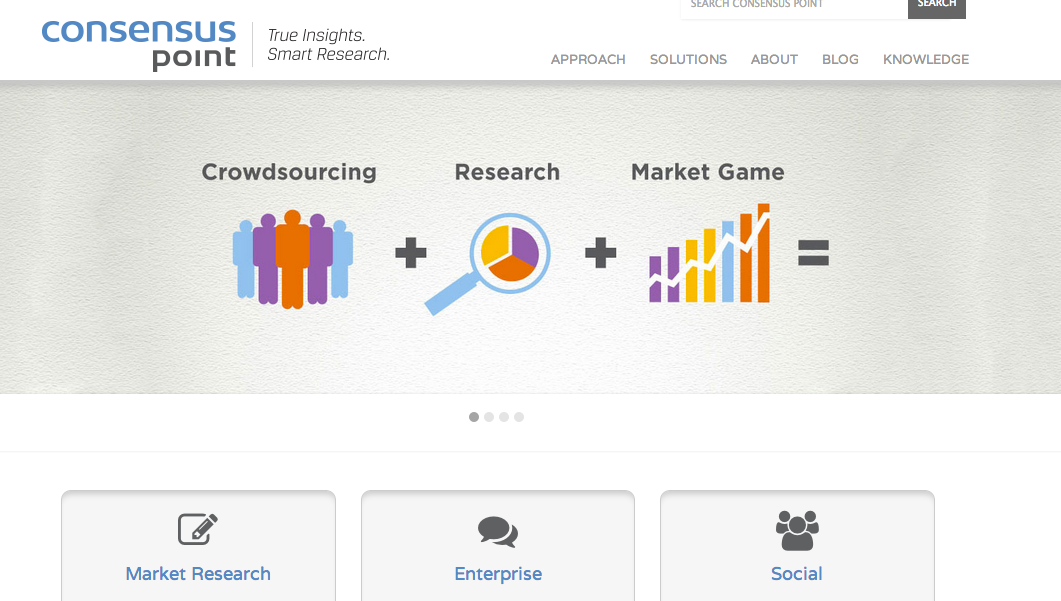 SEARCH CONSENSUS POINT
SEARCH
consensus
point
True Insights.
Smart Research.
APPROACH SOLUTIONS ABOUT BLOG KNOWLEDGE
Crowdsourcing Research Market Game
+ + =
Market Research Enterprise Social